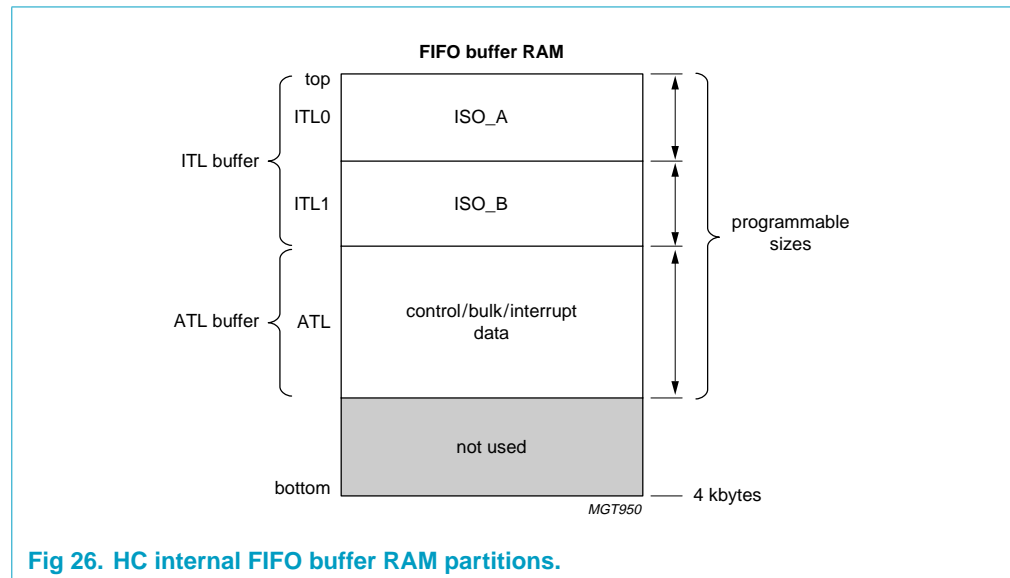 FIFO buffer RAM
top
ITL0
ISO_A
ITL buffer
ITL1
ISO_B
programmable
sizes
ATL buffer
ATL
control/bulk/interrupt
data
not used
bottom
4 kbytes
MGT950
Fig 26. HC internal FIFO buffer RAM partitions.